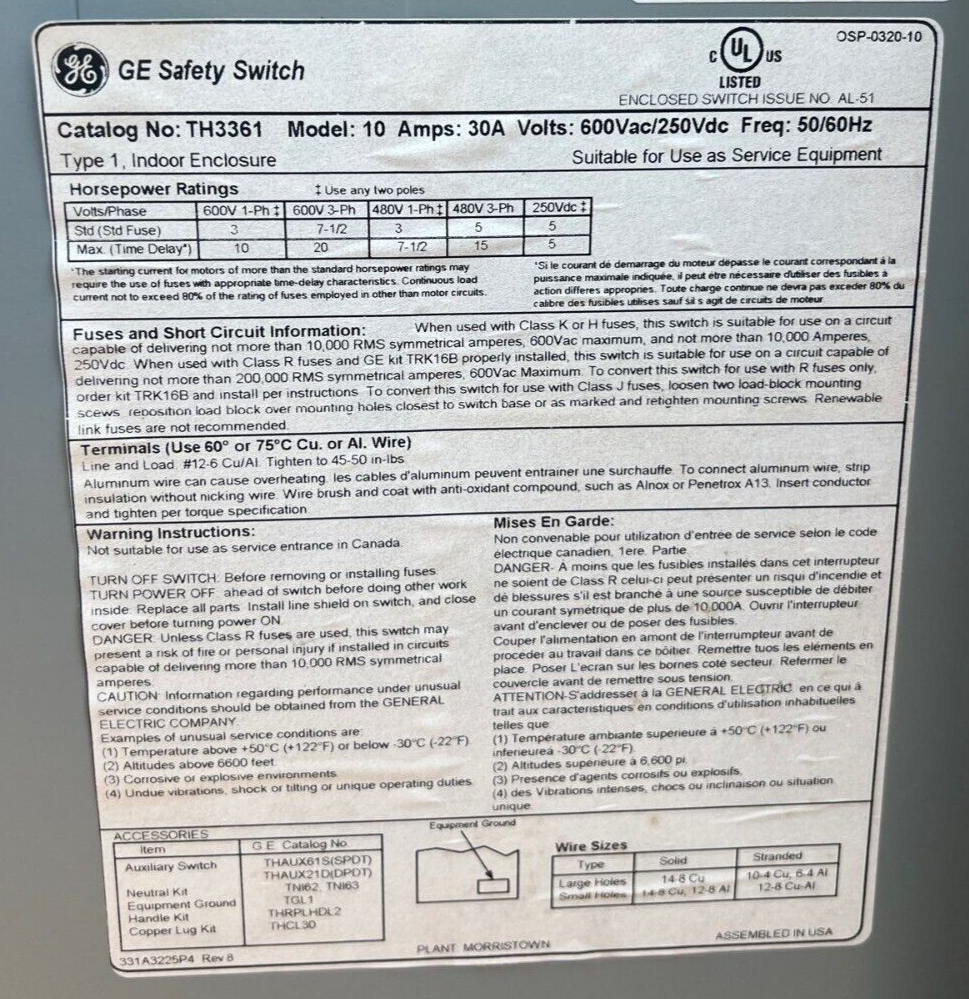 OSP-0320-10
GE GE Safety Switch
C UL US
LISTED
ENCLOSED SWITCH ISSUE NO. AL-51
Catalog No: TH3361 Model: 10 Amps: 30A Volts: 600Vac/250Vdc Freq: 50/60Hz
Type 1, Indoor Enclosure Suitable for Use as Service Equipment
Horsepower Ratings ‡ Use any two poles
Volts/Phase 600V 1-Ph ‡ 600V 3-Ph 480V 1-Ph ‡ 480V 3-Ph 250Vdc ‡
Std (Std Fuse) 3 7-1/2 3 5 5
Max. (Time Delay*) 10 20 7-1/2 15 5
*The starting current for motors of more than the standard horsepower ratings may
require the use of fuses with appropriate time-delay characteristics. Continuous load
current not to exceed 80% of the rating of fuses employed in other than motor circuits.
*Si le courant de demarrage du moteur dépasse le courant correspondant á la
puissance maximale indiquée, il peut étre nécessaire d'utiliser des fusibles á
action differes appropries. Toute charge continue ne devra pas exceder 80% du
calibre des fusibles utilises sauf sil s agit de circuits de moteur.
Fuses and Short Circuit Information: When used with Class K or H fuses, this switch is suitable for use on a circuit
capable of delivering not more than 10,000 RMS symmetrical amperes, 600Vac maximum, and not more than 10,000 Amperes,
250Vdc. When used with Class R fuses and GE kit TRK16B properly installed, this switch is suitable for use on a circuit capable of
delivering not more than 200,000 RMS symmetrical amperes, 600Vac Maximum. To convert this switch for use with R fuses only,
order kit TRK16B and install per instructions. To convert this switch for use with Class J fuses, loosen two load-block mounting
scews, reposition load block over mounting holes closest to switch base or as marked and retighten mounting screws. Renewable
link fuses are not recommended.
Terminals (Use 60° or 75°C Cu. or Al. Wire)
Line and Load, #12-6 Cu/Al. Tighten to 45-50 in-lbs.
Aluminum wire can cause overheating. les cables d'aluminum peuvent entrainer une surchauffe. To connect aluminum wire, strip
insulation without nicking wire. Wire brush and coat with anti-oxidant compound, such as Alnox or Penetrox A13. Insert conductor
and tighten per torque specification.
Warning Instructions:
Not suitable for use as service entrance in Canada.
TURN OFF SWITCH: Before removing or installing fuses.
TURN POWER OFF: ahead of switch before doing other work
inside. Replace all parts. Install line shield on switch, and close
cover before turning power ON.
DANGER: Unless Class R fuses are used, this switch may
present a risk of fire or personal injury if installed in circuits
capable of delivering more than 10,000 RMS symmetrical
amperes.
CAUTION: Information regarding performance under unusual
service conditions should be obtained from the GENERAL
ELECTRIC COMPANY.
Examples of unusual service conditions are:
(1) Temperature above +50°C (+122°F) or below -30°C (-22°F).
(2) Altitudes above 6600 feet.
(3) Corrosive or explosive environments.
(4) Undue vibrations, shock or tilting or unique operating duties.
Mises En Garde:
Non convenable pour utilization d'entrée de service selon le code
électrique canadien, 1ere. Partie.
DANGER- À moins que les fusibles installés dans cet interrupteur
ne soient de Class R celui-ci peut présenter un risqui d'incendie et
dé blessures s'il est branché à une source susceptible de débiter
un courant symétrique de plus de 10,000A. Ouvrir l'interrupteur
avant d'enclever ou de poser des fusibles.
Couper l'alimentation en amont de l'interrumpteur avant de
procéder au travail dans ce bôitier. Remettre tuos les eléments en
place. Poser L'ecran sur les bornes coté secteur. Refermer le
couvercle avant de remettre sous tension.
ATTENTION-S'addresser à la GENERAL ELECTRIC. en ce qui á
trait aux caracteristiques en conditions d'utilisation inhabituelles
telles que:
(1) Température ambiante superieure á +50°C (+122°F) ou
inferieureá -30°C (-22°F).
(2) Altitudes supérieure à 6,600 pi.
(3) Presence d'agents corrosifs ou explosifs.
(4) des Vibrations intenses, chocs ou inclinaison ou situation
unique.
ACCESSORIES
Item G.E. Catalog No.
Auxiliary Switch THAUX61S(SPDT)
THAUX21D(DPDT)
Neutral Kit TNI62, TNI63
Equipment Ground TGL1
Handle Kit THRPLHDL2
Copper Lug Kit THCL30
Equipment Ground
Wire Sizes
Type Solid Stranded
Large Holes 14-8 Cu 10-4 Cu, 6-4 Al
Small Holes 14-8 Cu, 12-8 Al 12-8 Cu-Al
331A3225P4 Rev 8
PLANT: MORRISTOWN
ASSEMBLED IN USA